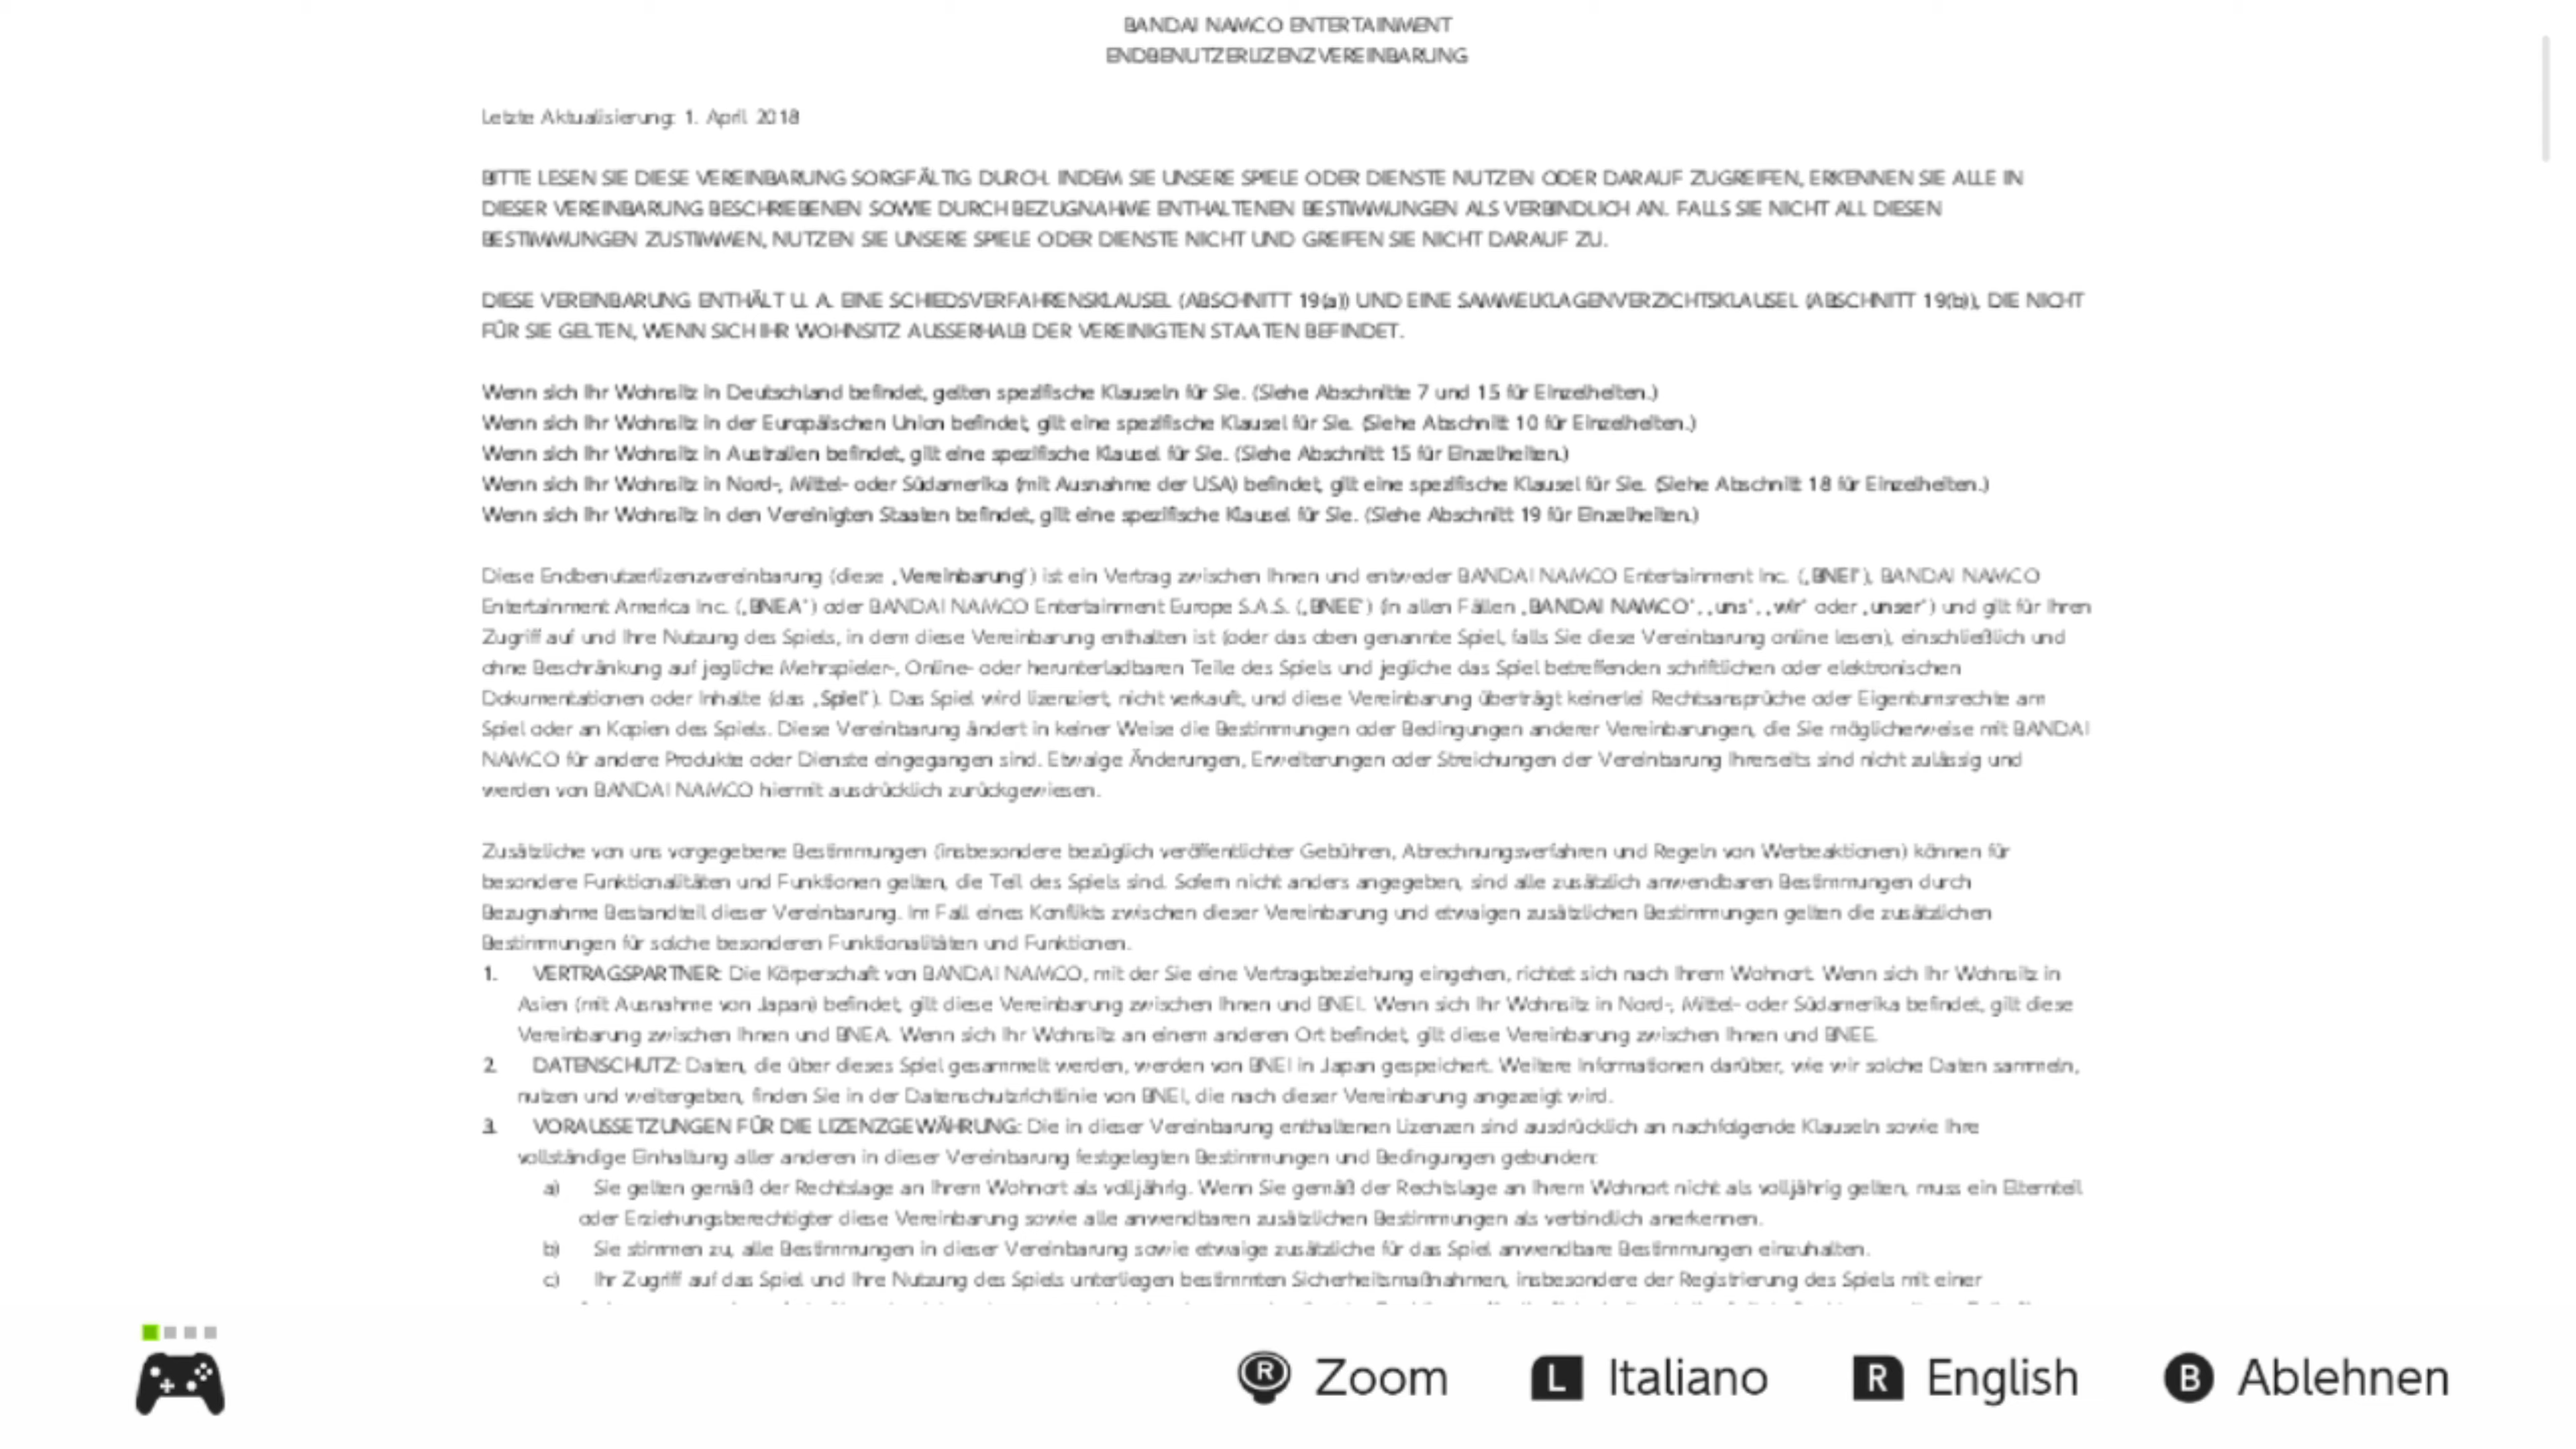 BANDAI NAMCO ENTERTAINMENT
ENDBENUTZERLIZENZVEREINBARUNG
Letzte Aktualisierung: 1. April 2018
BITTE LESEN SIE DIESE VEREINBARUNG SORGFÄLTIG DURCH. INDEM SIE UNSERE SPIELE ODER DIENSTE NUTZEN ODER DARAUF ZUGREIFEN, ERKENNEN SIE ALLE IN
DIESER VEREINBARUNG BESCHRIEBENEN SOWIE DURCH BEZUGNAHME ENTHALTENEN BESTIMMUNGEN ALS VERBINDLICH AN. FALLS SIE NICHT ALL DIESEN
BESTIMMUNGEN ZUSTIMMEN, NUTZEN SIE UNSERE SPIELE ODER DIENSTE NICHT UND GREIFEN SIE NICHT DARAUF ZU.
DIESE VEREINBARUNG ENTHÄLT U. A. EINE SCHIEDSVERFAHRENSKLAUSEL (ABSCHNITT 19(a)) UND EINE SAMMELKLAGENVERZICHTSKLAUSEL (ABSCHNITT 19(b)), DIE NICHT
FÜR SIE GELTEN, WENN SICH IHR WOHNSITZ AUSSERHALB DER VEREINIGTEN STAATEN BEFINDET.
Wenn sich Ihr Wohnsitz in Deutschland befindet, gelten spezifische Klauseln für Sie. (Siehe Abschnitte 7 und 15 für Einzelheiten.)
Wenn sich Ihr Wohnsitz in der Europäischen Union befindet, gilt eine spezifische Klausel für Sie. (Siehe Abschnitt 10 für Einzelheiten.)
Wenn sich Ihr Wohnsitz in Australien befindet, gilt eine spezifische Klausel für Sie. (Siehe Abschnitt 15 für Einzelheiten.)
Wenn sich Ihr Wohnsitz in Nord-, Mittel- oder Südamerika (mit Ausnahme der USA) befindet, gilt eine spezifische Klausel für Sie. (Siehe Abschnitt 18 für Einzelheiten.)
Wenn sich Ihr Wohnsitz in den Vereinigten Staaten befindet, gilt eine spezifische Klausel für Sie. (Siehe Abschnitt 19 für Einzelheiten.)
Diese Endbenutzerlizenzvereinbarung (diese „Vereinbarung“) ist ein Vertrag zwischen Ihnen und entweder BANDAI NAMCO Entertainment Inc. („BNEI“), BANDAI NAMCO
Entertainment America Inc. („BNEA“) oder BANDAI NAMCO Entertainment Europe S.A.S. („BNEE“) (in allen Fällen „BANDAI NAMCO“, „uns“, „wir“ oder „unser“) und gilt für Ihren
Zugriff auf und Ihre Nutzung des Spiels, in dem diese Vereinbarung enthalten ist (oder das oben genannte Spiel, falls Sie diese Vereinbarung online lesen), einschließlich und
ohne Beschränkung auf jegliche Mehrspieler-, Online- oder herunterladbaren Teile des Spiels und jegliche das Spiel betreffenden schriftlichen oder elektronischen
Dokumentationen oder Inhalte (das „Spiel“). Das Spiel wird lizenziert, nicht verkauft, und diese Vereinbarung überträgt keinerlei Rechtsansprüche oder Eigentumsrechte am
Spiel oder an Kopien des Spiels. Diese Vereinbarung ändert in keiner Weise die Bestimmungen oder Bedingungen anderer Vereinbarungen, die Sie möglicherweise mit BANDAI
NAMCO für andere Produkte oder Dienste eingegangen sind. Etwaige Änderungen, Erweiterungen oder Streichungen der Vereinbarung Ihrerseits sind nicht zulässig und
werden von BANDAI NAMCO hiermit ausdrücklich zurückgewiesen.
Zusätzliche von uns vorgegebene Bestimmungen (insbesondere bezüglich veröffentlichter Gebühren, Abrechnungsverfahren und Regeln von Werbeaktionen) können für
besondere Funktionalitäten und Funktionen gelten, die Teil des Spiels sind. Sofern nicht anders angegeben, sind alle zusätzlich anwendbaren Bestimmungen durch
Bezugnahme Bestandteil dieser Vereinbarung. Im Fall eines Konflikts zwischen dieser Vereinbarung und etwaigen zusätzlichen Bestimmungen gelten die zusätzlichen
Bestimmungen für solche besonderen Funktionalitäten und Funktionen.
1. VERTRAGSPARTNER: Die Körperschaft von BANDAI NAMCO, mit der Sie eine Vertragsbeziehung eingehen, richtet sich nach Ihrem Wohnort. Wenn sich Ihr Wohnsitz in
Asien (mit Ausnahme von Japan) befindet, gilt diese Vereinbarung zwischen Ihnen und BNEI. Wenn sich Ihr Wohnsitz in Nord-, Mittel- oder Südamerika befindet, gilt diese
Vereinbarung zwischen Ihnen und BNEA. Wenn sich Ihr Wohnsitz an einem anderen Ort befindet, gilt diese Vereinbarung zwischen Ihnen und BNEE.
2. DATENSCHUTZ: Daten, die über dieses Spiel gesammelt werden, werden von BNEI in Japan gespeichert. Weitere Informationen darüber, wie wir solche Daten sammeln,
nutzen und weitergeben, finden Sie in der Datenschutzrichtlinie von BNEI, die nach dieser Vereinbarung angezeigt wird.
3. VORAUSSETZUNGEN FÜR DIE LIZENZGEWÄHRUNG: Die in dieser Vereinbarung enthaltenen Lizenzen sind ausdrücklich an nachfolgende Klauseln sowie Ihre
vollständige Einhaltung aller anderen in dieser Vereinbarung festgelegten Bestimmungen und Bedingungen gebunden:
a) Sie gelten gemäß der Rechtslage an Ihrem Wohnort als volljährig. Wenn Sie gemäß der Rechtslage an Ihrem Wohnort nicht als volljährig gelten, muss ein Elternteil
oder Erziehungsberechtigter diese Vereinbarung sowie alle anwendbaren zusätzlichen Bestimmungen als verbindlich anerkennen.
b) Sie stimmen zu, alle Bestimmungen in dieser Vereinbarung sowie etwaige zusätzliche für das Spiel anwendbare Bestimmungen einzuhalten.
c) Ihr Zugriff auf das Spiel und Ihre Nutzung des Spiels unterliegen bestimmten Sicherheitsmaßnahmen, insbesondere der Registrierung des Spiels mit einer
R Zoom L Italiano R English B Ablehnen